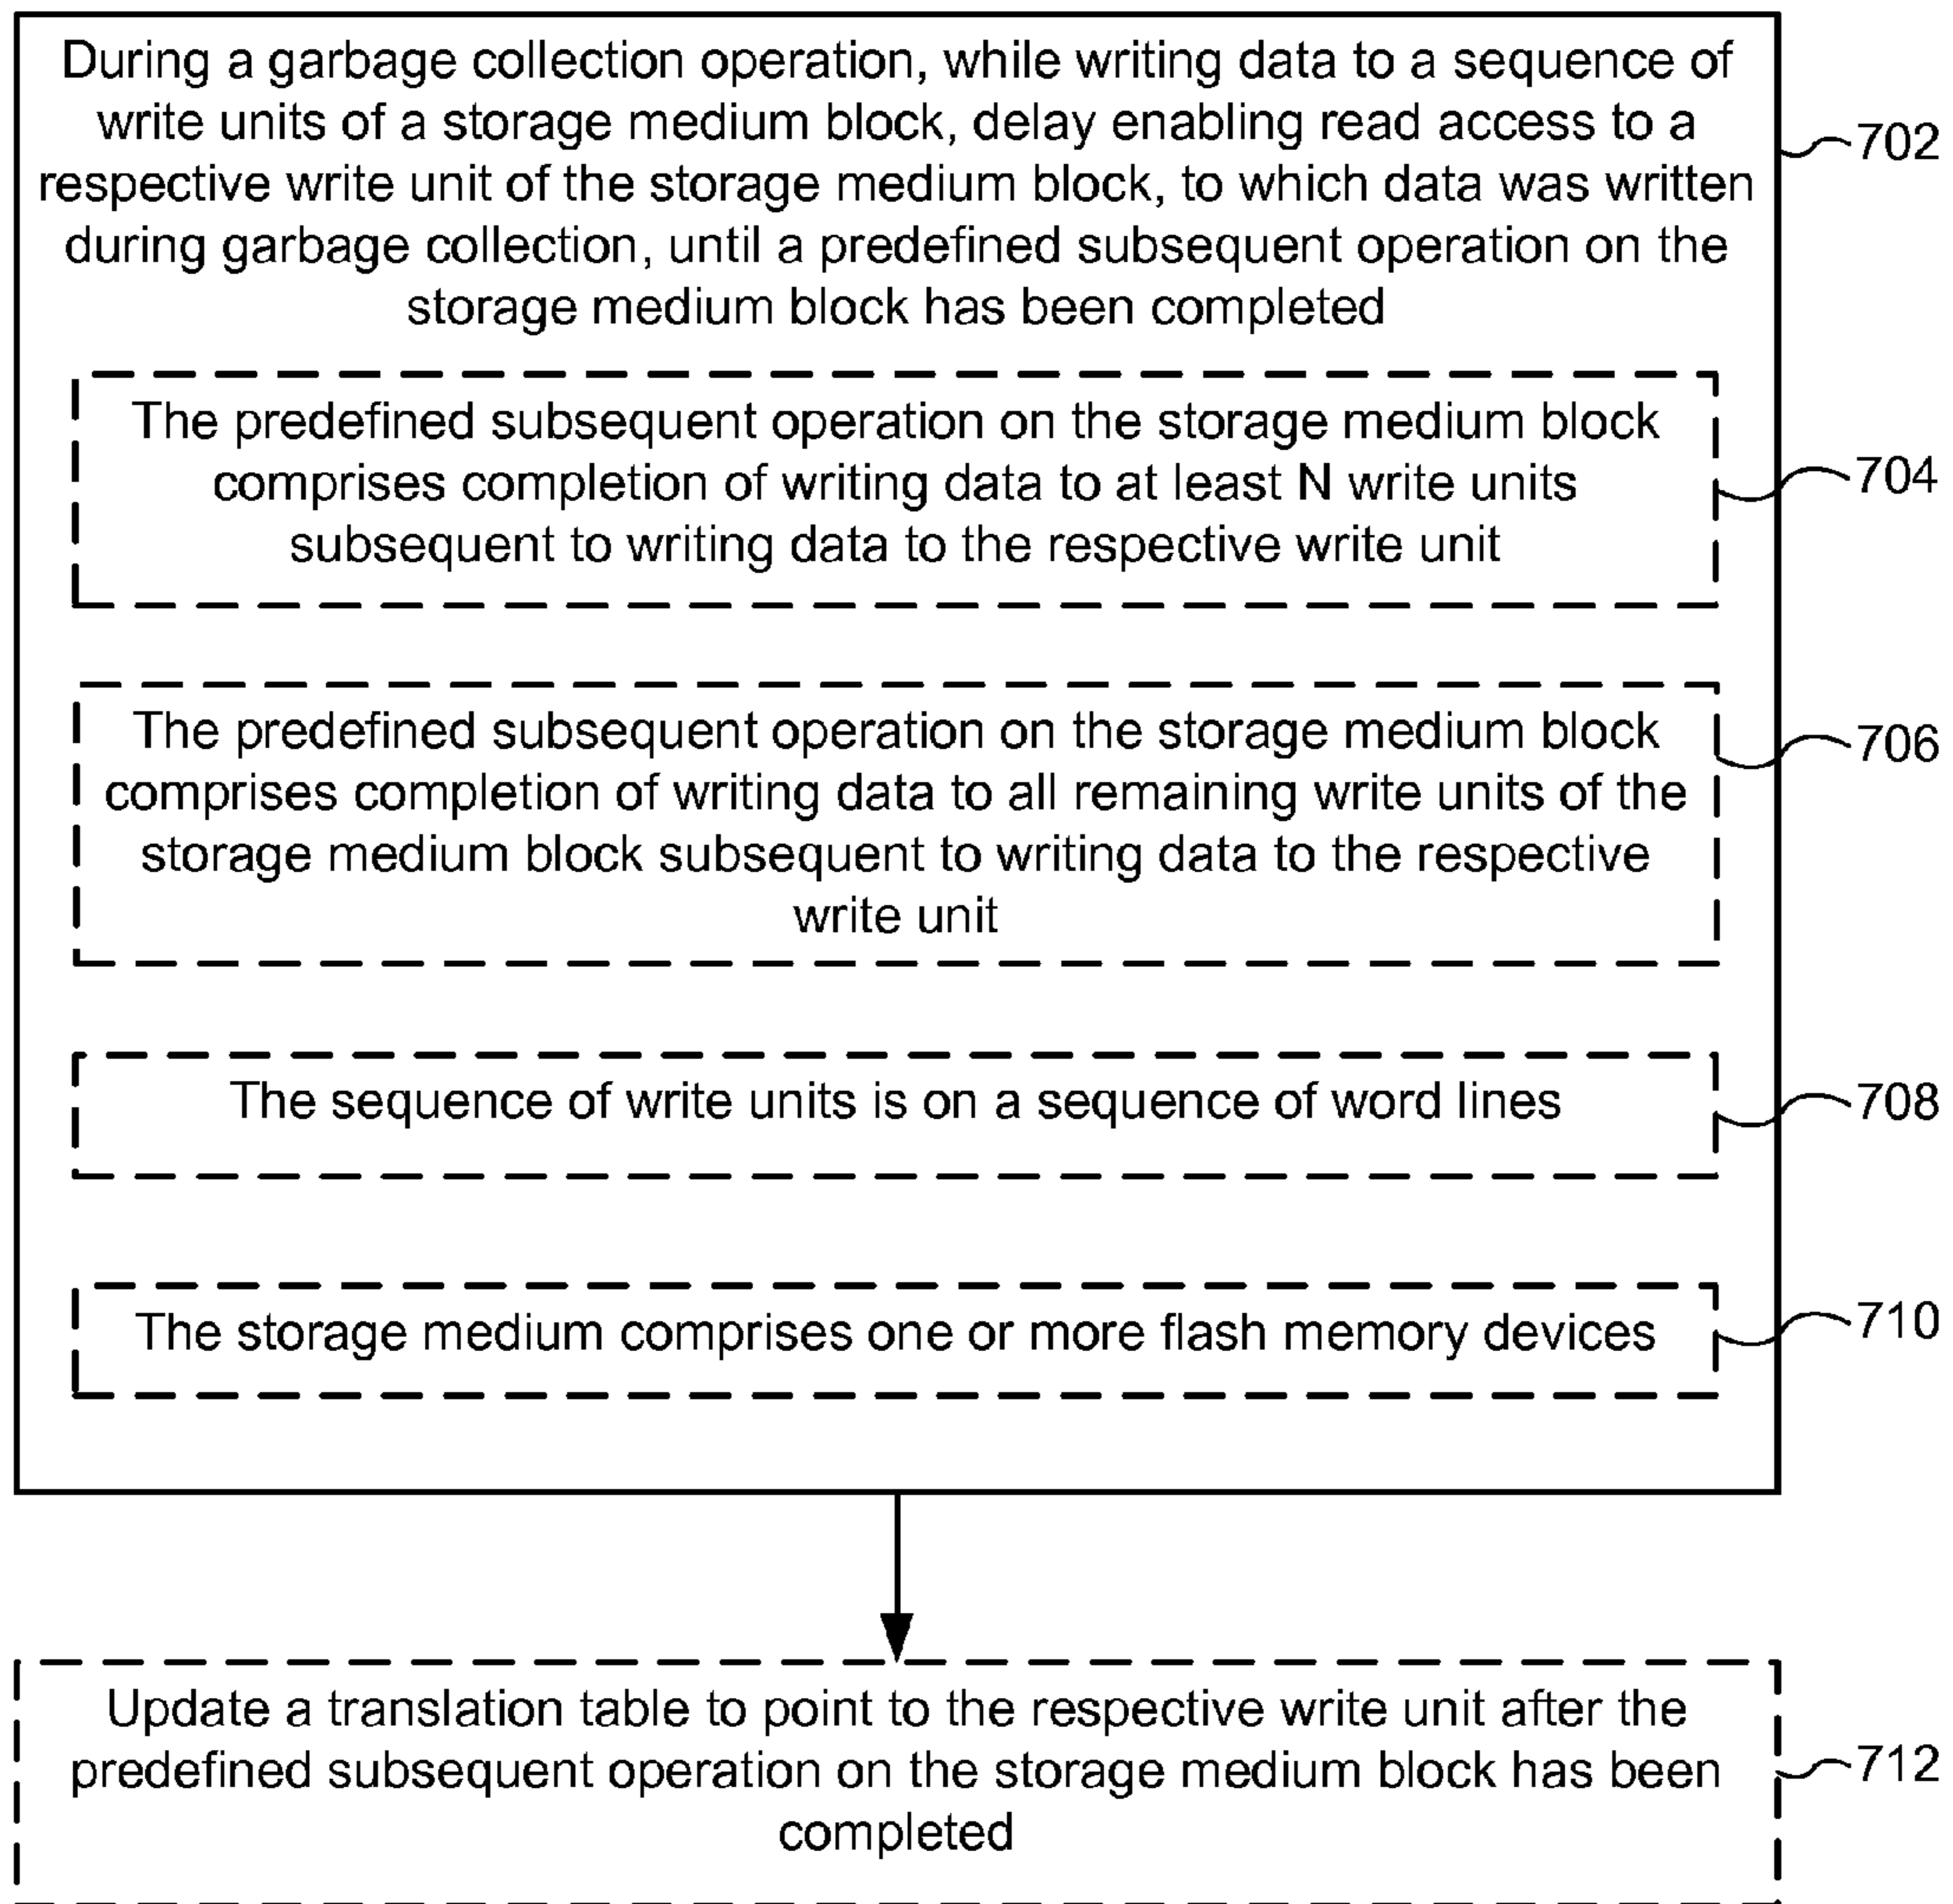 During a garbage collection operation, while writing data to a sequence of
write units of a storage medium block, delay enabling read access to a
respective write unit of the storage medium block, to which data was written
during garbage collection, until a predefined subsequent operation on the
storage medium block has been completed
702
The predefined subsequent operation on the storage medium block
comprises completion of writing data to at least N write units
subsequent to writing data to the respective write unit
704
The predefined subsequent operation on the storage medium block
comprises completion of writing data to all remaining write units of the
storage medium block subsequent to writing data to the respective
write unit
706
The sequence of write units is on a sequence of word lines
708
The storage medium comprises one or more flash memory devices
710
Update a translation table to point to the respective write unit after the
predefined subsequent operation on the storage medium block has been
completed
712